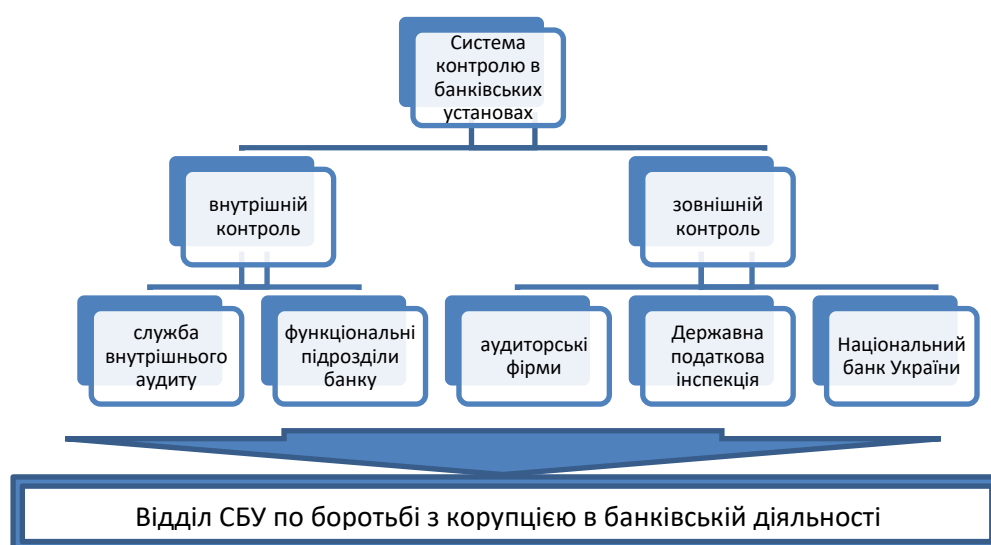 Система
контролю в
банківських
установах
внутрішній
контроль
зовнішній
контроль
служба
внутрішнього
аудиту
функціональні
підрозділи
банку
аудиторські
фірми
Державна
податкова
інспекція
Національний
банк України
Відділ СБУ по боротьбі з корупцією в банківській діяльності